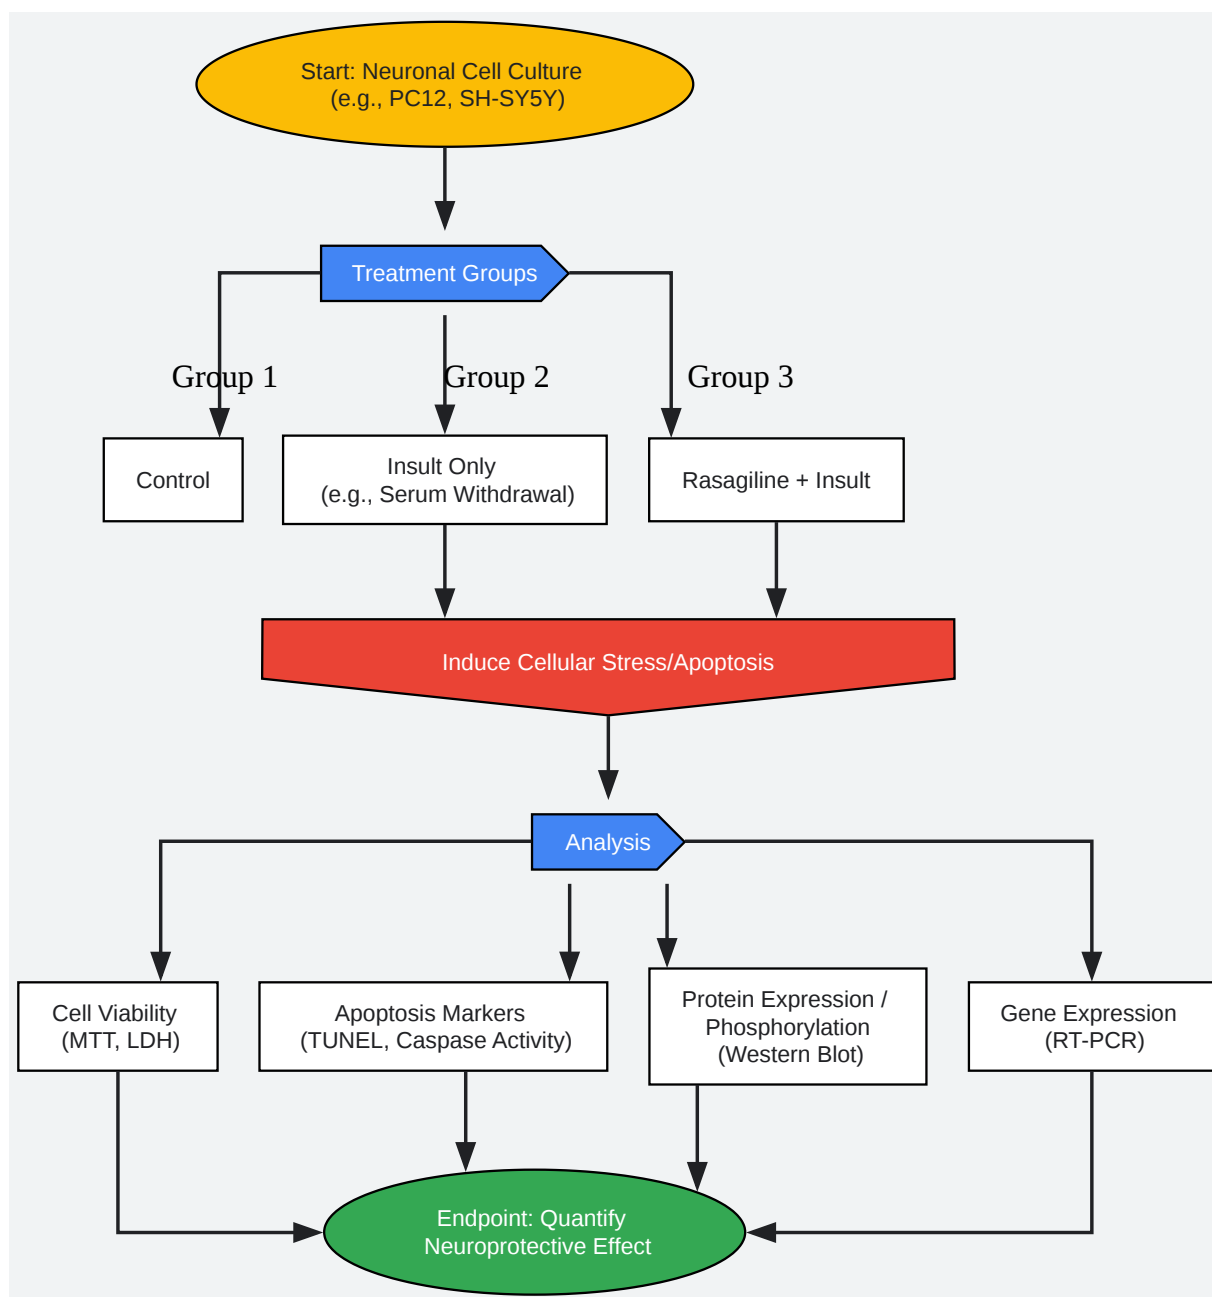 Start: Neuronal Cell Culture
(e.g., PC12, SH-SY5Y)
Treatment Groups
Group 1
Group 2
Group 3
Control
Insult Only
(e.g., Serum Withdrawal)
Rasagiline + Insult
Induce Cellular Stress/Apoptosis
Analysis
Cell Viability
(MTT, LDH)
Apoptosis Markers
(TUNEL, Caspase Activity)
Protein Expression /
Phosphorylation
(Western Blot)
Gene Expression
(RT-PCR)
Endpoint: Quantify
Neuroprotective Effect